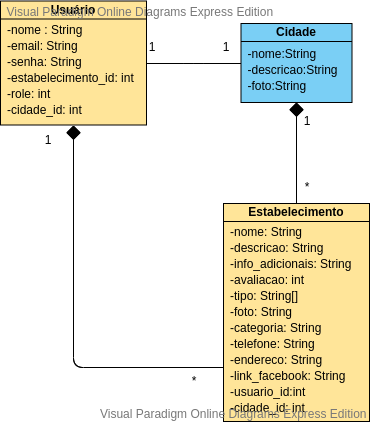 Visual Paradigm Online Diagrams Express Edition
Usuário
-nome : String
-email: String
-senha: String
-estabelecimento_id: int
-role: int
-cidade_id: int
1
1
Cidade
-nome:String
-descricao:String
-foto:String
1
1
*
Estabelecimento
-nome: String
-descricao: String
-info_adicionais: String
-avaliacao: int
-tipo: String[]
-foto: String
-categoria: String
-telefone: String
-endereco: String
-link_facebook: String
-usuario_id:int
-cidade_id: int
*
Visual Paradigm Online Diagrams Express Edition